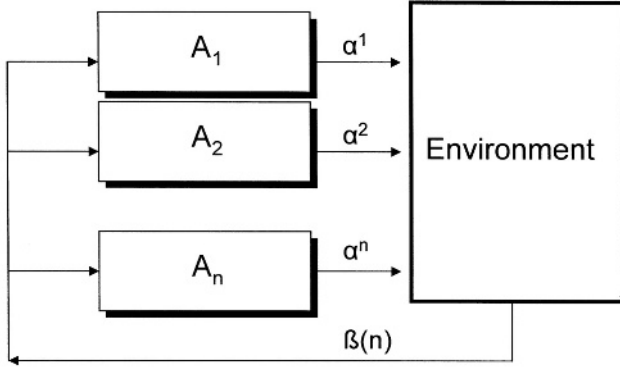 A₁
α¹
A₂
α²
Environment
Aₙ
αⁿ
ß(n)